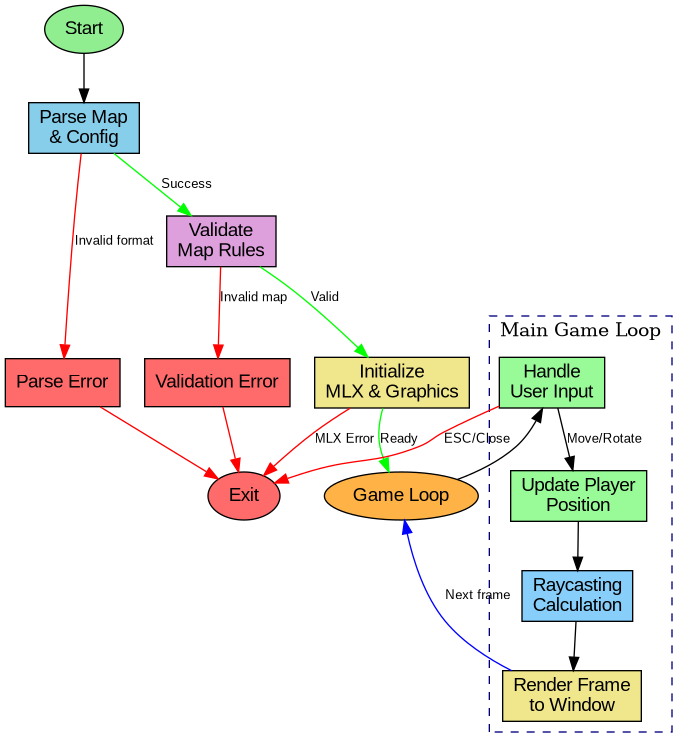 Start
Parse Map
& Config
Success
Invalid format
Validate
Map Rules
Invalid map
Valid
Main Game Loop
Parse Error
Validation Error
Initialize
MLX & Graphics
Handle
User Input
MLX Error
Ready
ESC/Close
Move/Rotate
Exit
Game Loop
Update Player
Position
Raycasting
Calculation
Next frame
Render Frame
to Window